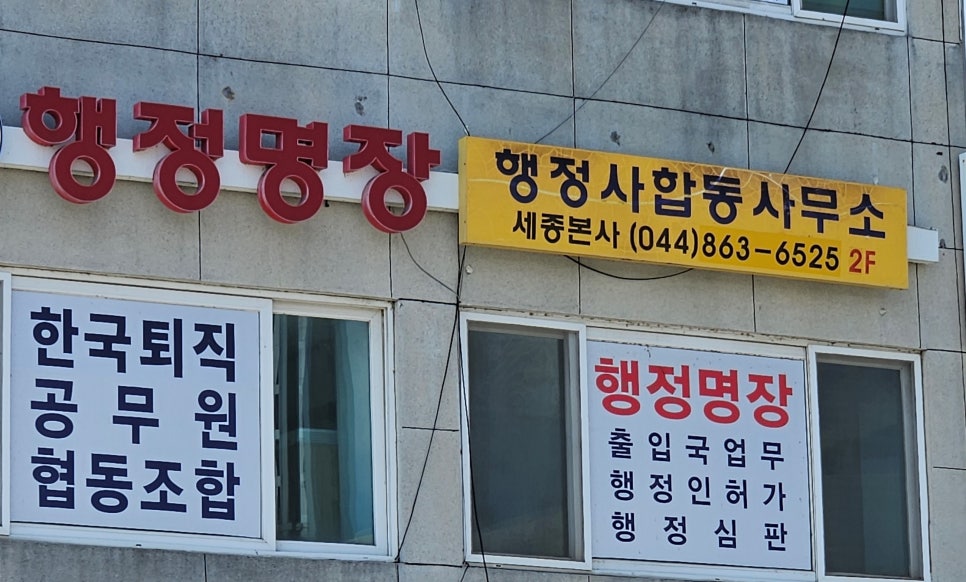 행정명장
행정사합동사무소
세종본사 (044)863-6525 2F
한국퇴직
공무원
협동조합
행정명장
출입국업무
행정인허가
행정심판